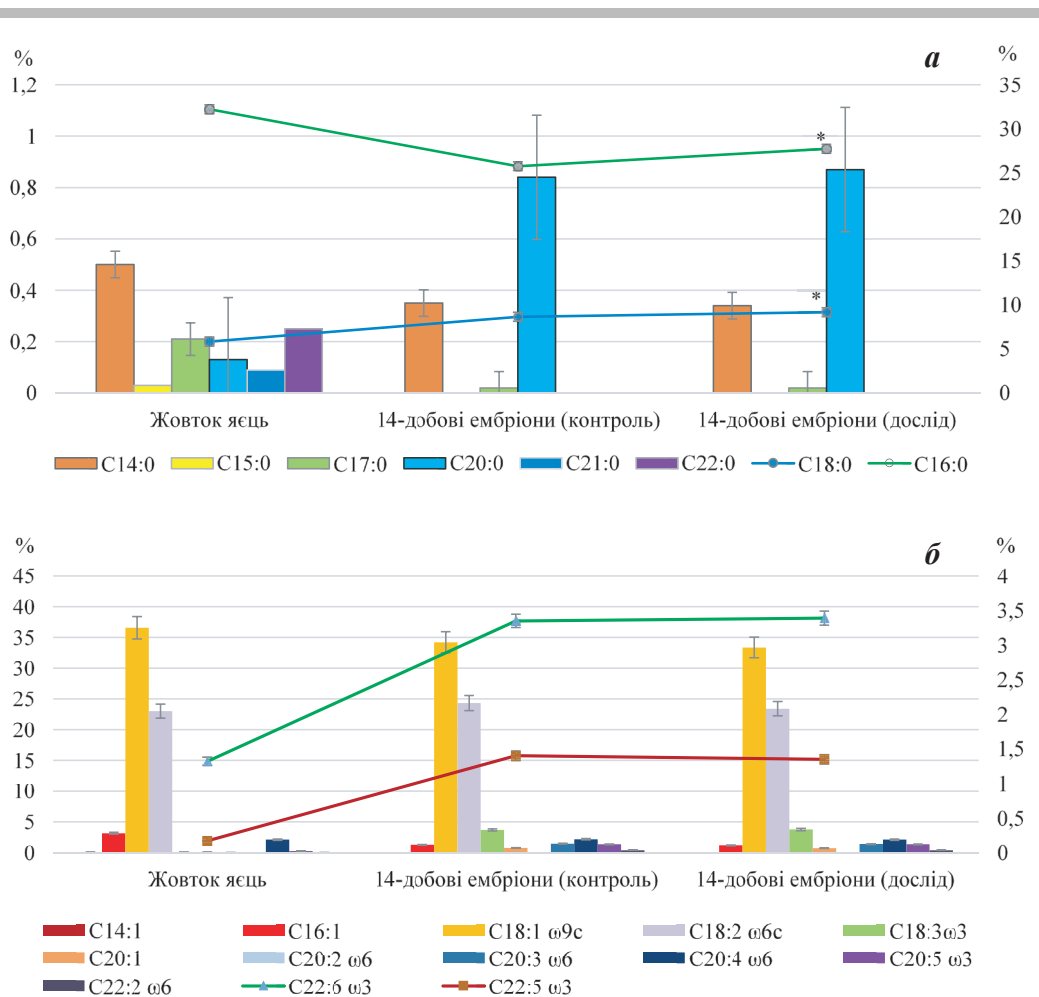 % а %
1,2 35
1 30
0,8 25
0,6 20
0,4 15
0,2 10
0 5
0
*
*
Жовток яєць 14-добові ембріони (контроль) 14-добові ембріони (дослід)
C14:0 C15:0 C17:0 C20:0 C21:0 C22:0 C18:0 C16:0
% б %
45 4
40 3,5
35 3
30 2,5
25 2
20 1,5
15 1
10 0,5
5 0
0
Жовток яєць 14-добові ембріони (контроль) 14-добові ембріони (дослід)
C14:1 C16:1 C18:1 ω9c C18:2 ω6c C18:3ω3
C20:1 C20:2 ω6 C20:3 ω6 C20:4 ω6 C20:5 ω3
C22:2 ω6 C22:6 ω3 C22:5 ω3